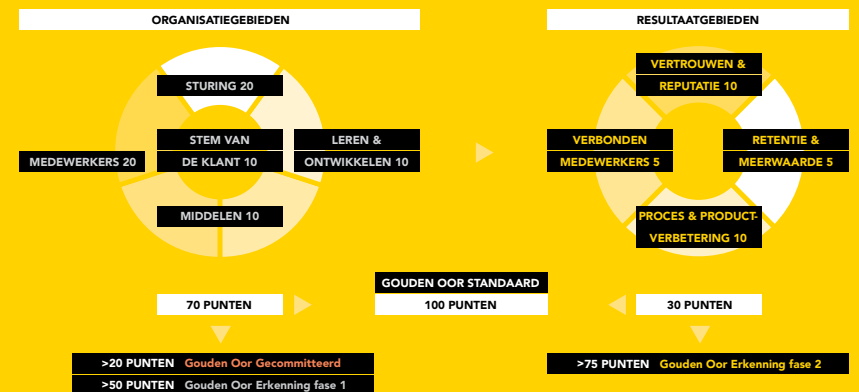 ORGANISATIEGEBIEDEN
STURING 20
STEM VAN
DE KLANT 10
LEREN &
ONTWIKKELEN 10
MEDEWERKERS 20
MIDDELEN 10
70 PUNTEN
>20 PUNTEN Gouden Oor Gecommitteerd
>50 PUNTEN Gouden Oor Erkenning fase 1
GOUDEN OOR STANDAARD
100 PUNTEN
RESULTAATGEBIEDEN
VERTROUWEN &
REPUTATIE 10
VERBONDEN
MEDEWERKERS 5
RETENTIE &
MEERWAARDE 5
PROCES & PRODUCT-
VERBETERING 10
30 PUNTEN
>75 PUNTEN Gouden Oor Erkenning fase 2